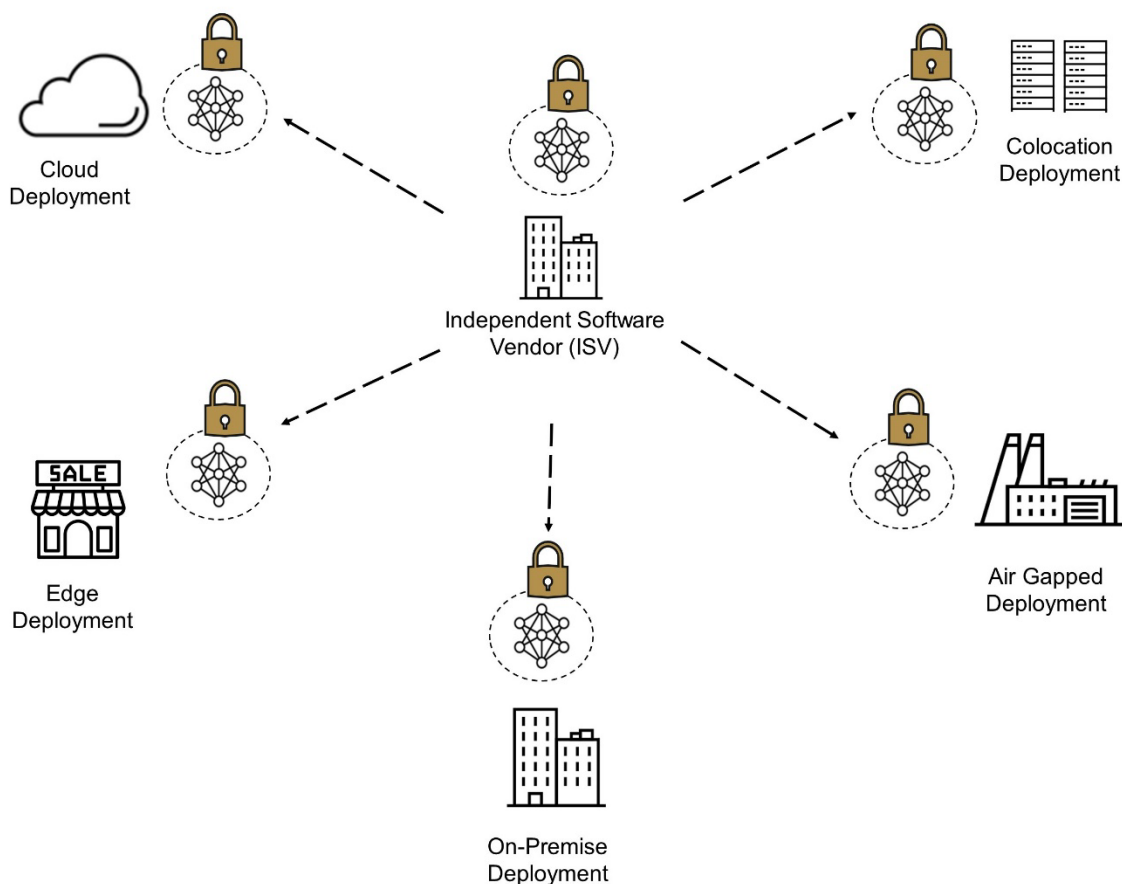 Cloud
Deployment
Colocation
Deployment
Independent Software
Vendor (ISV)
SALE
Edge
Deployment
Air Gapped
Deployment
On-Premise
Deployment